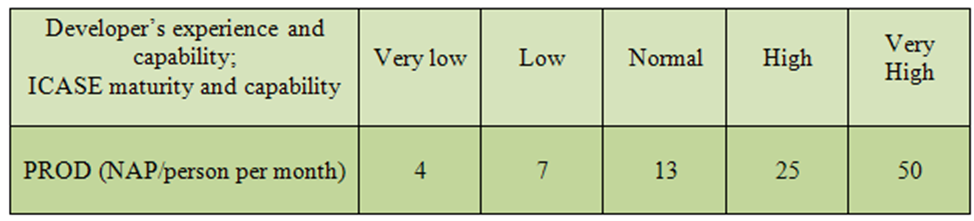 Developer's experience and
capability;
ICASE maturity and capability
Very low
Low
Normal
High
Very
High
PROD (NAP/person per month)
4
7
13
25
50